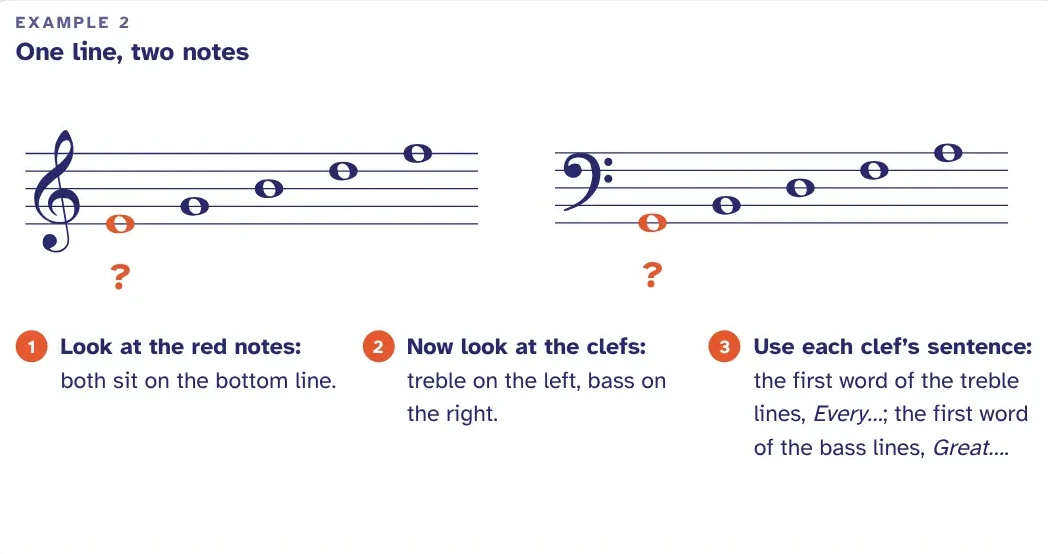 EXAMPLE 2
One line, two notes
?
?
1 Look at the red notes:
both sit on the bottom line.
2 Now look at the clefs:
treble on the left, bass on
the right.
3 Use each clef’s sentence:
the first word of the treble
lines, Every...; the first word
of the bass lines, Great....